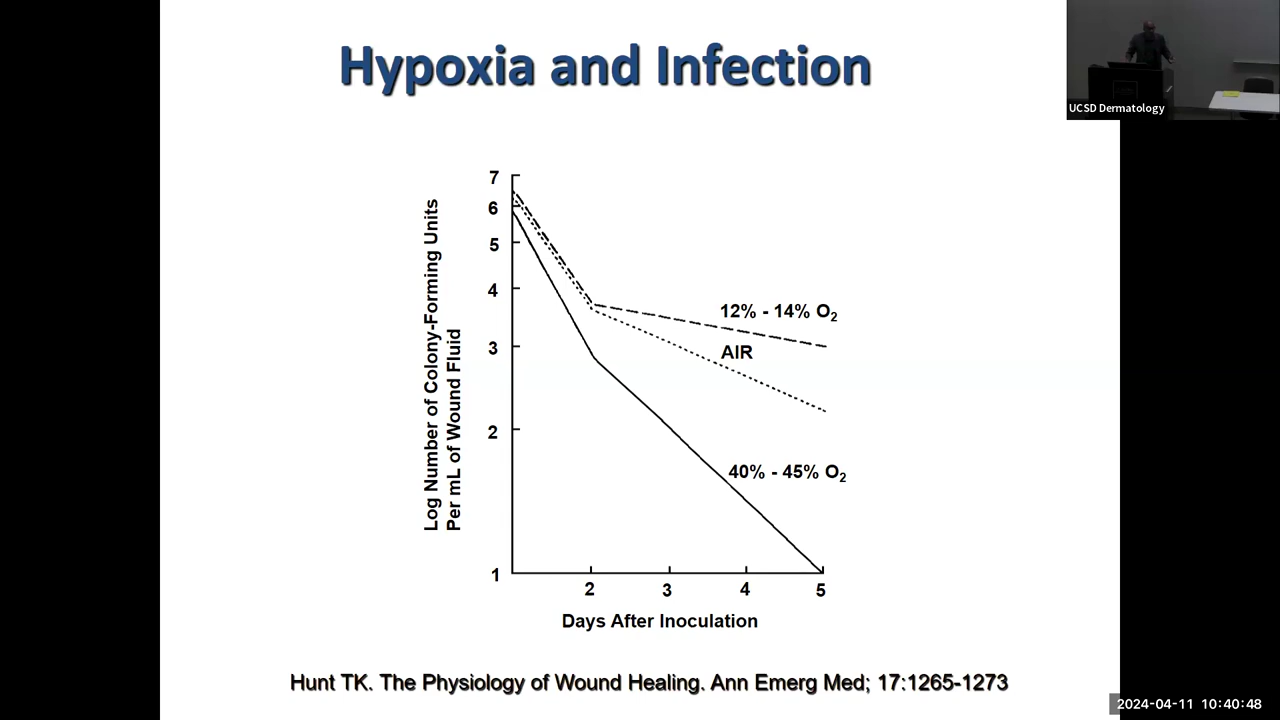 Hypoxia and Infection
UCSD Dermatology
Log Number of Colony-Forming Units
Per mL of Wound Fluid
7
6
5
4
3
2
1
12% - 14% O₂
AIR
40% - 45% O₂
2 3 4 5
Days After Inoculation
Hunt TK. The Physiology of Wound Healing. Ann Emerg Med; 17:1265-1273
2024-04-11 10:40:48